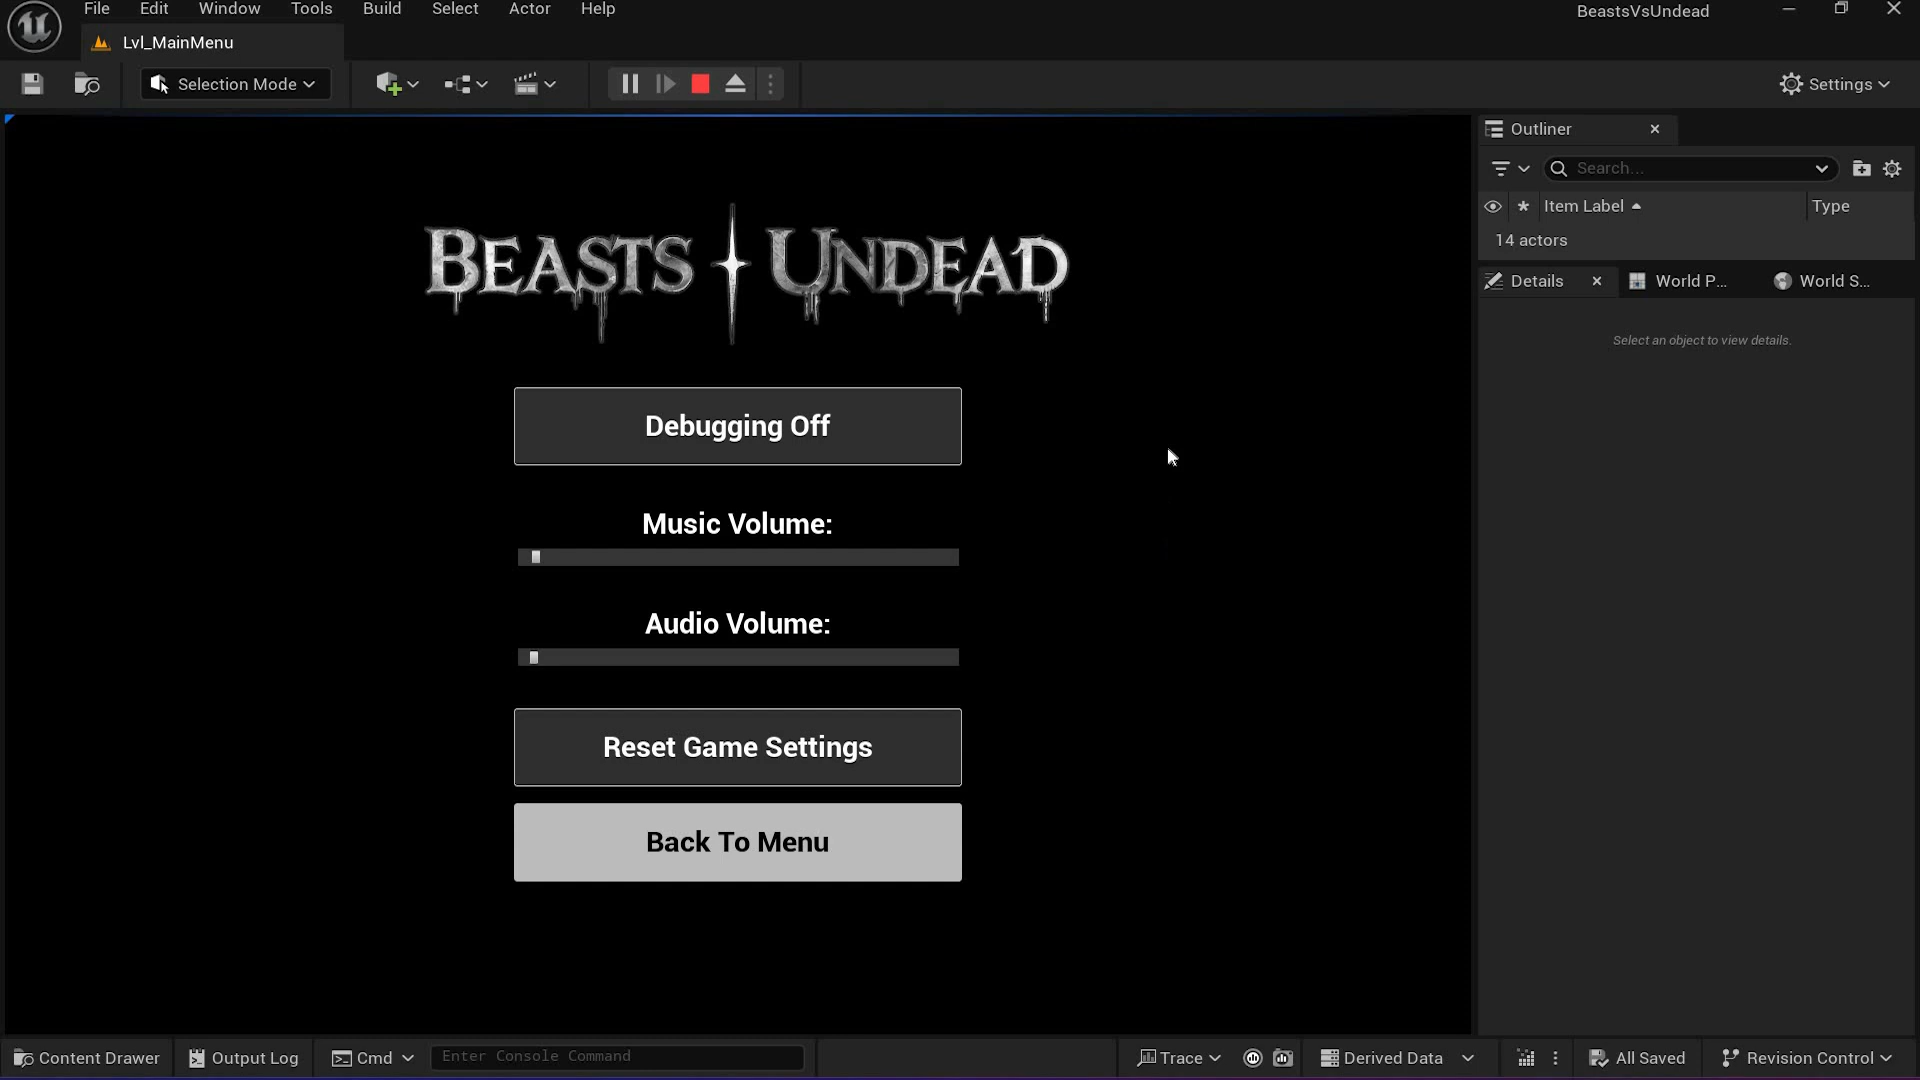 File Edit Window Tools Build Select Actor Help
BeastsVsUndead
Lvl_MainMenu
Selection Mode
Settings
Outliner
Search...
Item Label Type
14 actors
Details World P... World S...
Select an object to view details.
BEASTS UNDEAD
Debugging Off
Music Volume:
Audio Volume:
Reset Game Settings
Back To Menu
Content Drawer Output Log Cmd Enter Console Command Trace Derived Data All Saved Revision Control